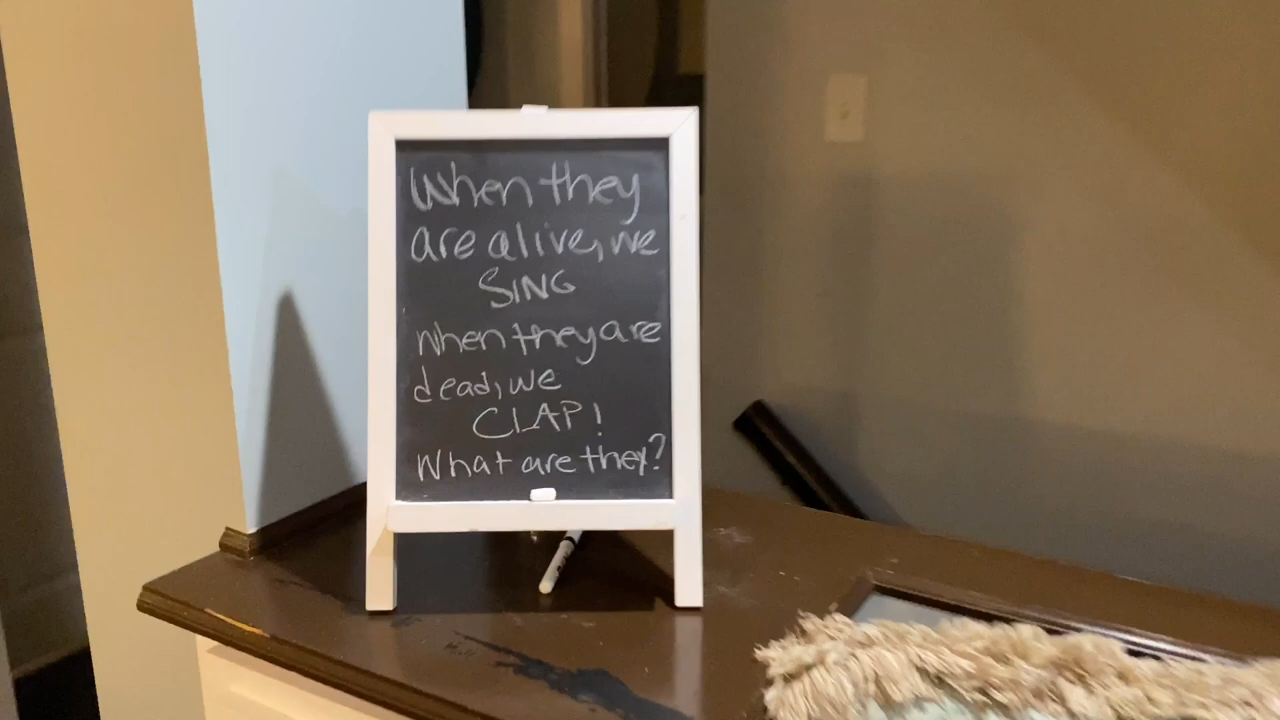 When they
are alive, we
SING
when they are
dead, we
CLAP!
What are they?